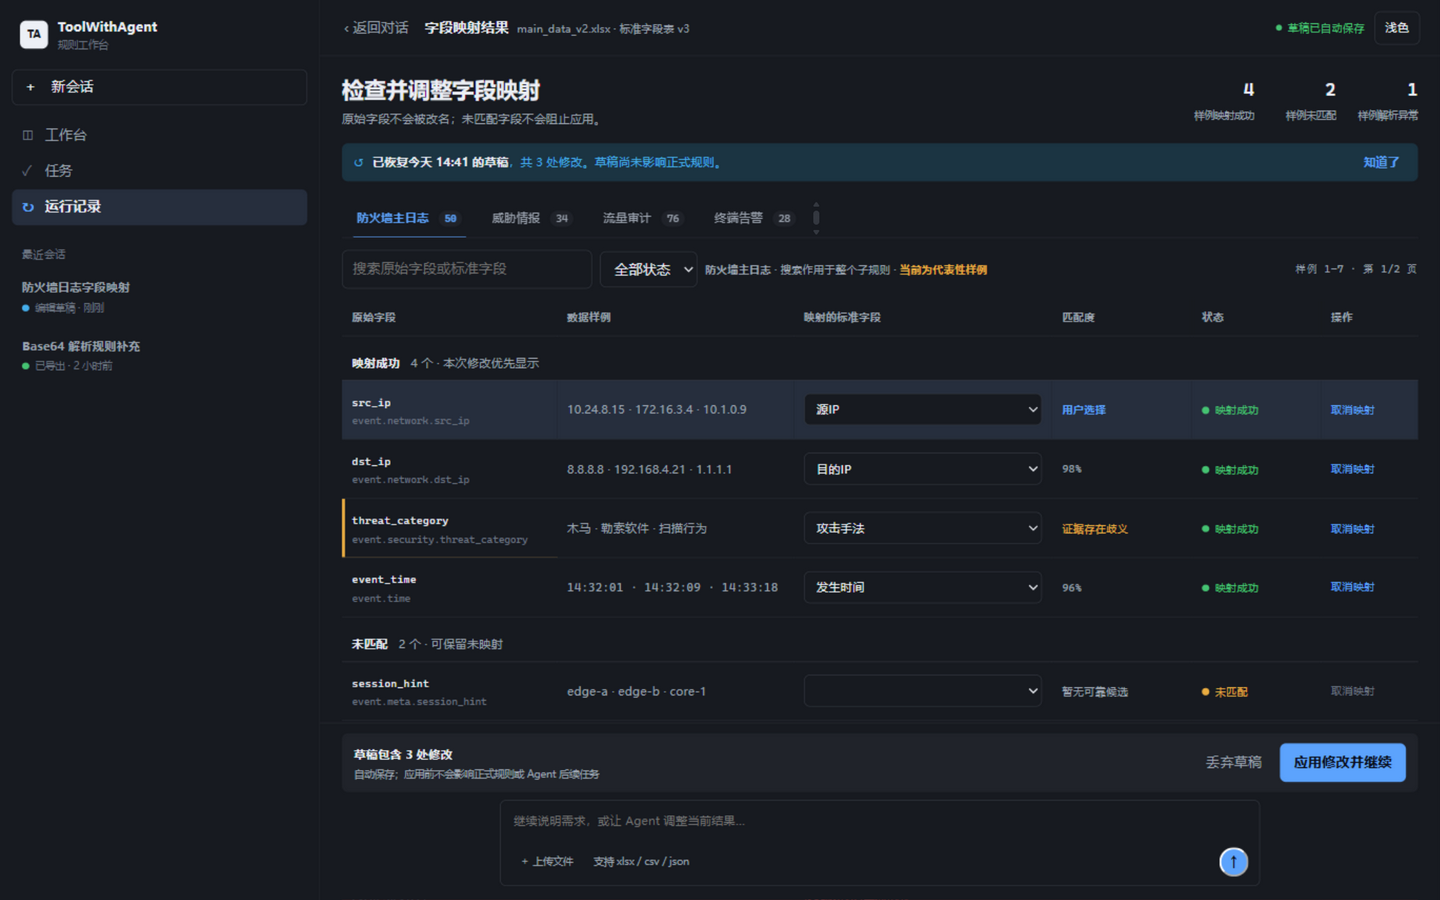 TA
ToolWithAgent
规则工作台
+ 新会话
工作台
任务
运行记录
最近会话
防火墙日志字段映射
编辑草稿 · 刚刚
Base64 解析规则补充
已导出 · 2 小时前
‹ 返回对话 字段映射结果 main_data_v2.xlsx · 标准字段表 v3
草稿已自动保存 浅色
检查并调整字段映射
原始字段不会被改名；未匹配字段不会阻止应用。
4 2 1
样例映射成功 样例未匹配 样例解析异常
已恢复今天 14:41 的草稿，共 3 处修改。草稿尚未影响正式规则。 知道了
防火墙主日志 50 威胁情报 34 流量审计 76 终端告警 28
搜索原始字段或标准字段 全部状态 防火墙主日志 · 搜索作用于整个子规则 · 当前为代表性样例 样例 1-7 · 第 1/2 页
原始字段 数据样例 映射的标准字段 匹配度 状态 操作
映射成功 4 个 · 本次修改优先显示
src_ip
event.network.src_ip
10.24.8.15 · 172.16.3.4 · 10.1.0.9 源IP 用户选择 映射成功 取消映射
dst_ip
event.network.dst_ip
8.8.8.8 · 192.168.4.21 · 1.1.1.1 目的IP 98% 映射成功 取消映射
threat_category
event.security.threat_category
木马 · 勒索软件 · 扫描行为 攻击手法 证据存在歧义 映射成功 取消映射
event_time
event.time
14:32:01 · 14:32:09 · 14:33:18 发生时间 96% 映射成功 取消映射
未匹配 2 个 · 可保留未映射
session_hint
event.meta.session_hint
edge-a · edge-b · core-1 暂无可靠候选 未匹配 取消映射
草稿包含 3 处修改
自动保存；应用前不会影响正式规则或 Agent 后续任务
丢弃草稿 应用修改并继续
继续说明需求，或让 Agent 调整当前结果...
+ 上传文件 支持 xlsx / csv / json